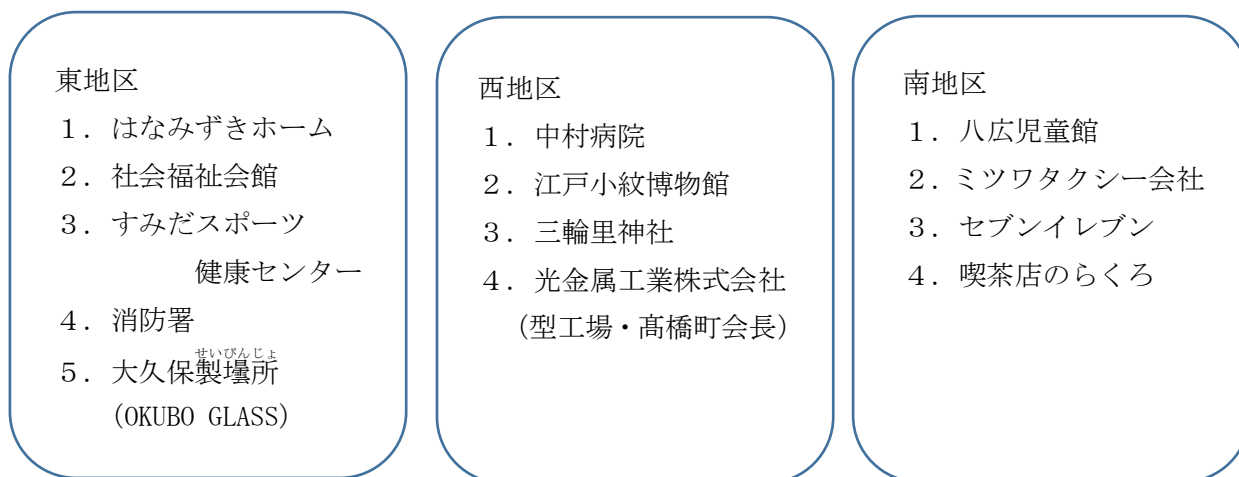 東地区
１．はなみずきホーム
２．社会福祉会館
３．すみだスポーツ
健康センター
４．消防署
せいびんじょ
５．大久保製壜所
(OKUBO GLASS)
西地区
１．中村病院
２．江戸小紋博物館
３．三輪里神社
４．光金属工業株式会社
（型工場・髙橋町会長）
南地区
１．八広児童館
２．ミツワタクシー会社
３．セブンイレブン
４．喫茶店のらくろ